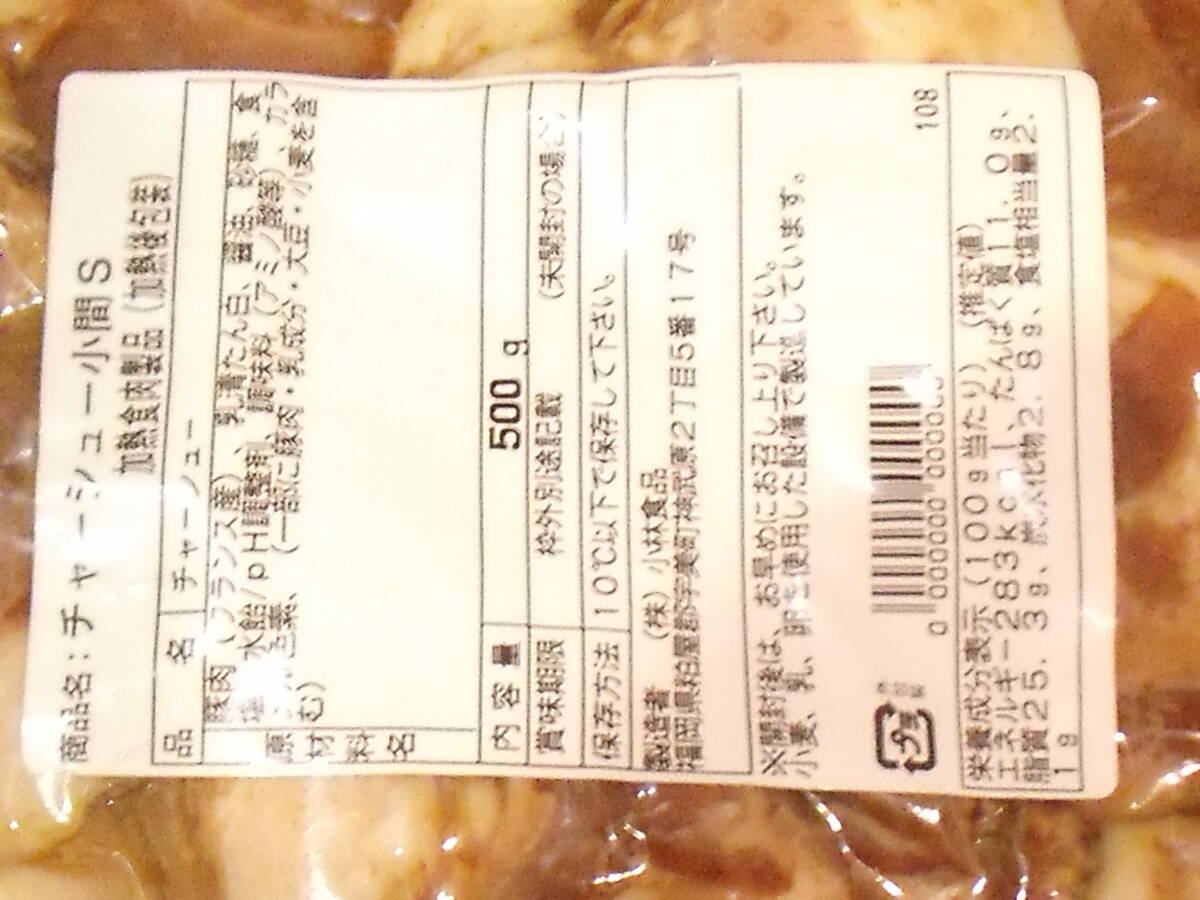 商品名：チャーシュー小間S
加熱食肉製品（加熱後包装）
品 名 チャーシュー
原材料名
豚肉（フランス産）、乳清たん白、醤油、砂糖、食
塩、水飴/pH調整剤、調味料（アミノ酸等）、カラ
メル色素、（一部に豚肉・乳成分・大豆・小麦を含
む）
内容量 500 g
賞味期限 枠外別途記載 （未開封の場合）
保存方法 10℃以下で保存して下さい。
製造者 （株）小林食品
福岡県粕屋郡宇美町神武原2丁目5番17号
※開封後は、お早めにお召し上り下さい。
小麦、乳、卵を使用した設備で製造しています。
108
0 000000 000000
プラ
栄養成分表示（100g当たり）（推定値）
エネルギー283kcal、たんぱく質11.0g、
脂質25.3g、炭水化物2.8g、食塩相当量2.
1g